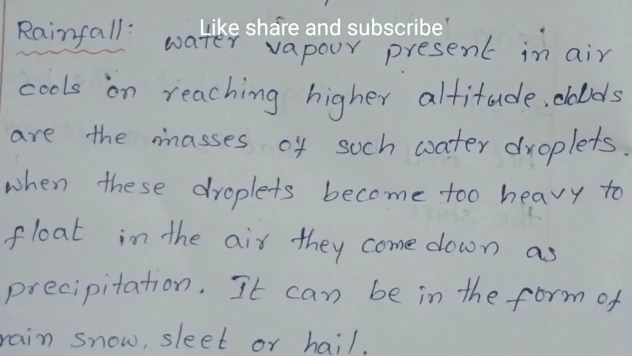 Like share and subscribe
Rainfall: water vapour present in air
cools on reaching higher altitude. clouds
are the masses of such water droplets.
when these droplets become too heavy to
float in the air they come down as
precipitation. It can be in the form of
rain snow, sleet or hail.